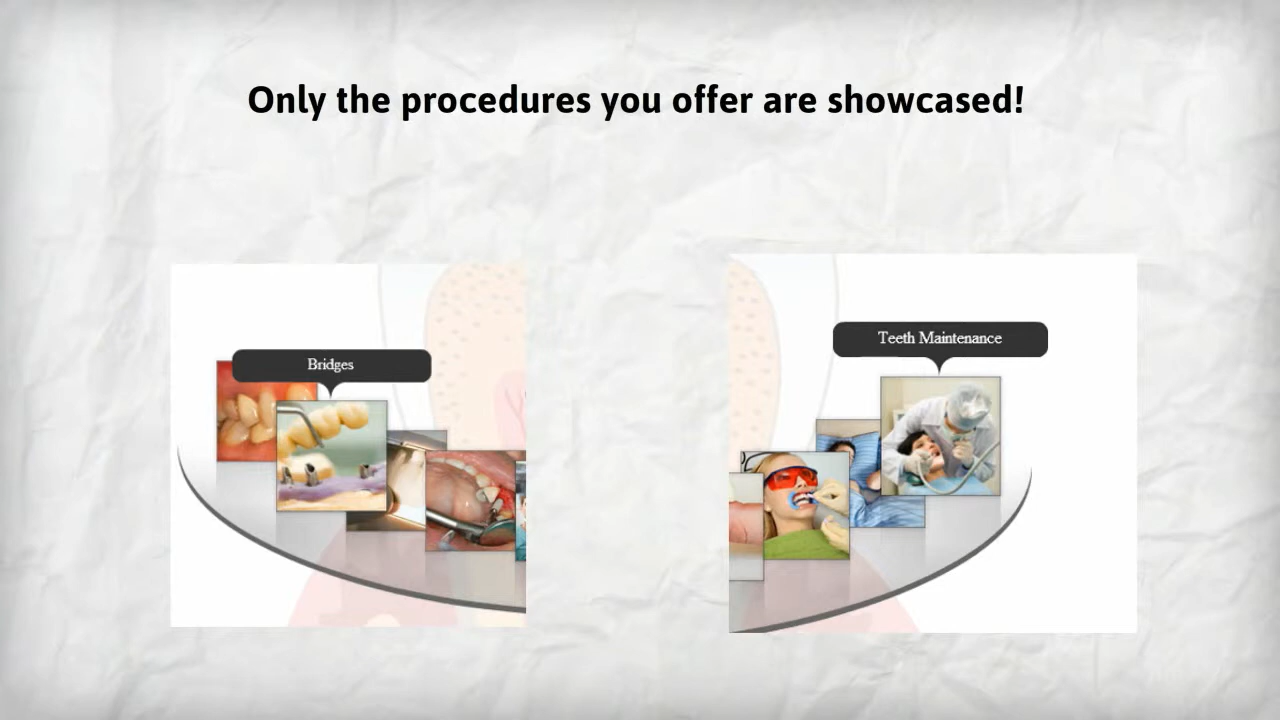 Only the procedures you offer are showcased!
Bridges
Teeth Maintenance